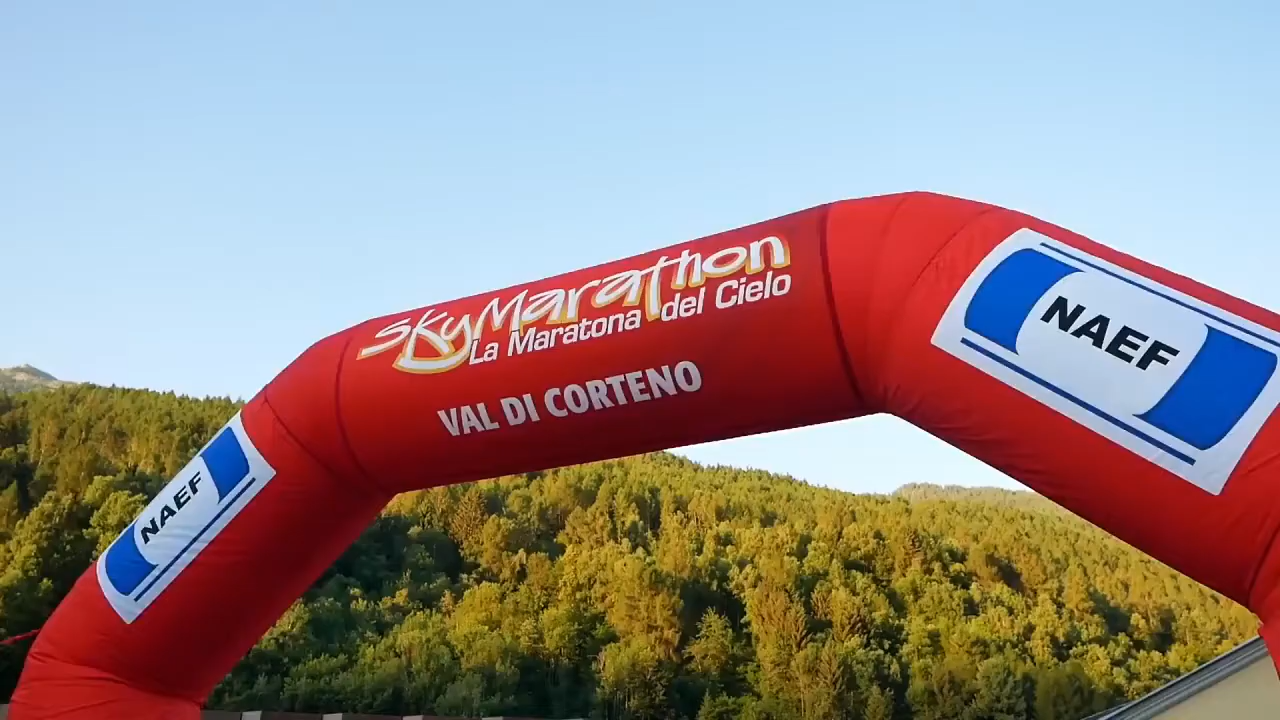 SkyMarathon
La Maratona del Cielo
VAL DI CORTENO
NAEF
NAEF